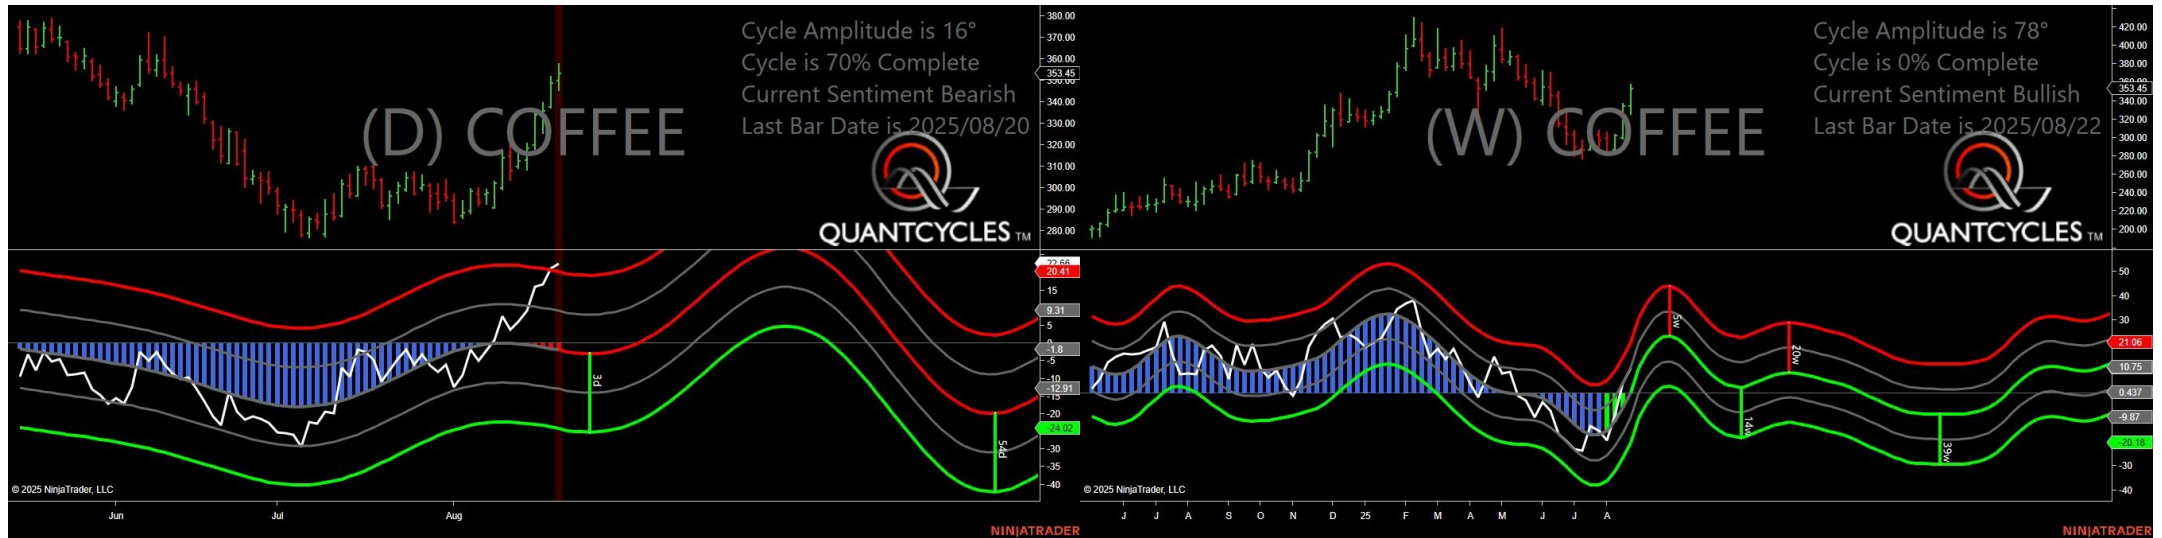 Cycle Amplitude is 16°
Cycle is 70% Complete
Current Sentiment Bearish
Last Bar Date is 2025/08/20
(D) COFFEE
QUANTCYCLES TM
380.00
370.00
360.00
353.45
350.00
340.00
330.00
320.00
310.00
300.00
290.00
280.00
22.66
20.41
15
9.31
5
-1.8
-5
-10
-12.91
-15
-20
-24.02
-30
-35
-40
3d
54d
© 2025 NinjaTrader, LLC
Jun Jul Aug
NINJATRADER
Cycle Amplitude is 78°
Cycle is 0% Complete
Current Sentiment Bullish
Last Bar Date is 2025/08/22
(W) COFFEE
QUANTCYCLES TM
420.00
400.00
380.00
353.45
340.00
320.00
300.00
280.00
260.00
240.00
220.00
200.00
50
40
30
21.06
10.75
0.437
-9.87
-20.18
-30
-40
5w
14w
20w
39w
© 2025 NinjaTrader, LLC
J J A S O N D 25 F M A M J J A
NINJATRADER